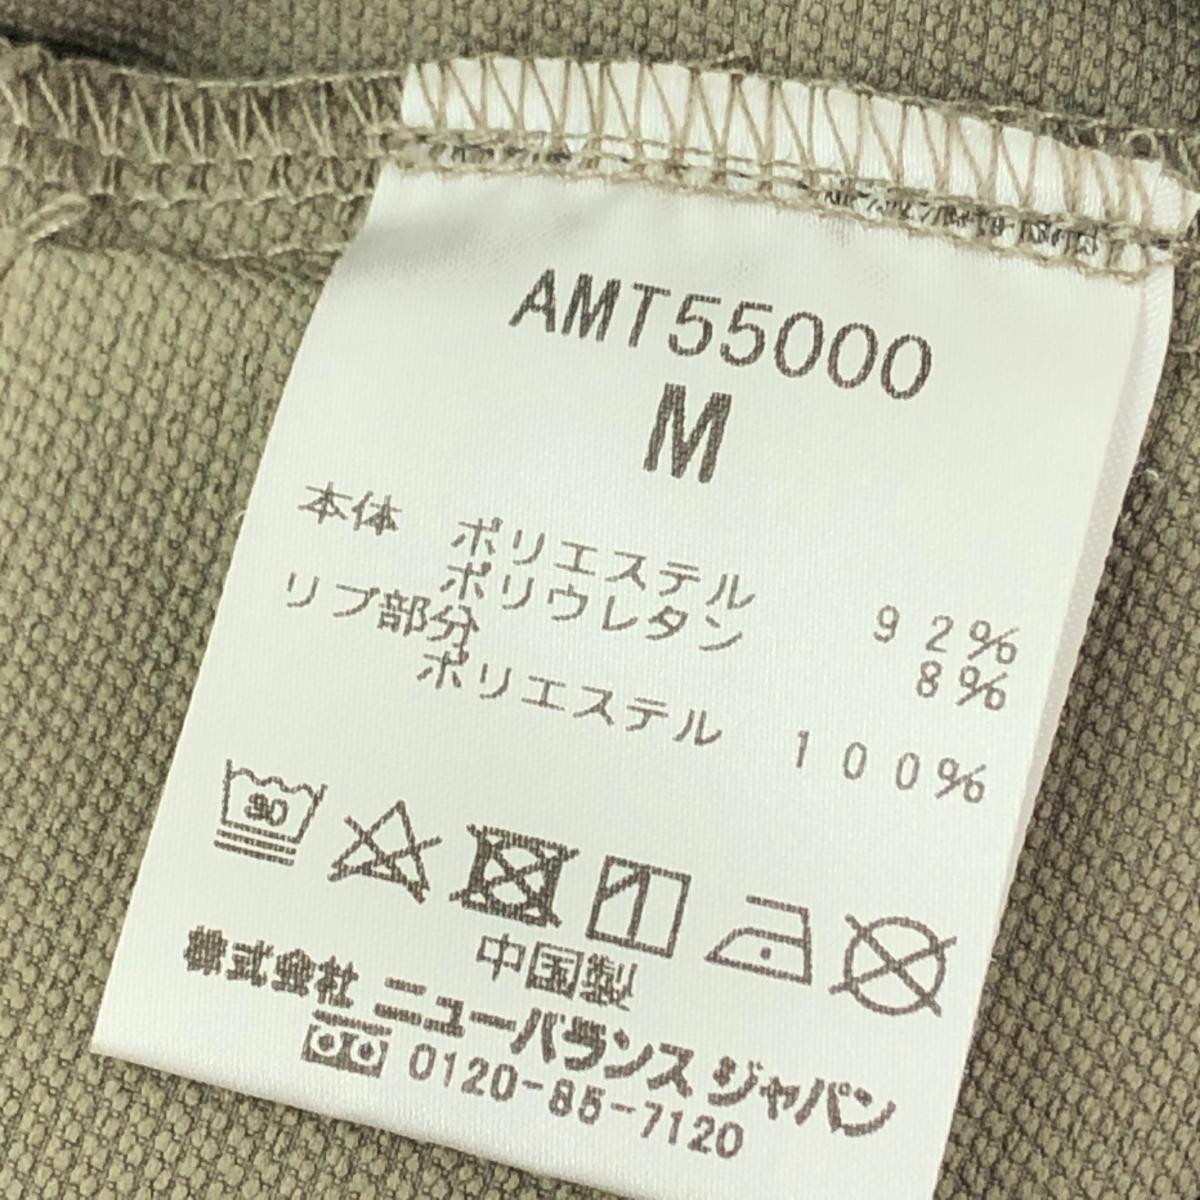 AMT55000
M
本体 ポリエステル 92%
ポリウレタン 8%
リブ部分
ポリエステル 100%
30
中国製
株式会社 ニューバランス ジャパン
0120-85-7120